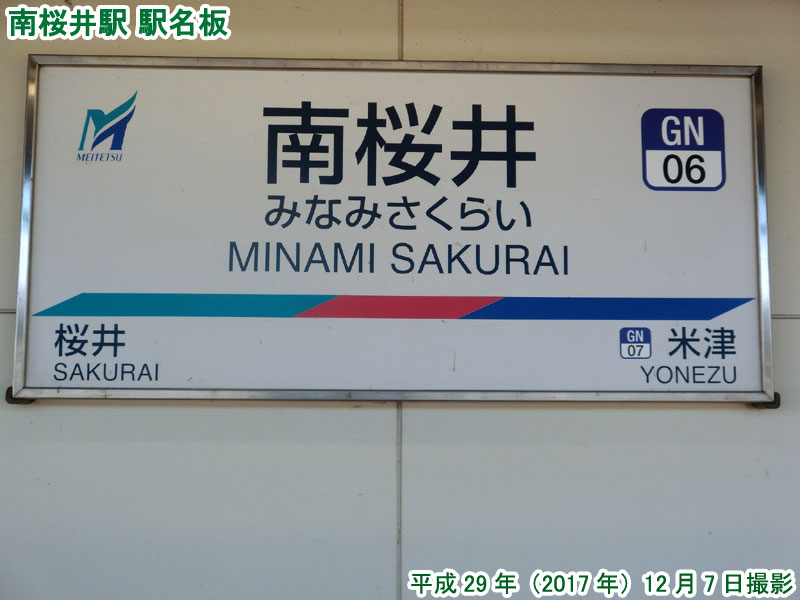 南桜井駅 駅名板
MEITETSU
南桜井
みなみさくらい
MINAMI SAKURAI
GN
06
桜井
SAKURAI
GN
07
米津
YONEZU
平成29年（2017年）12月7日撮影